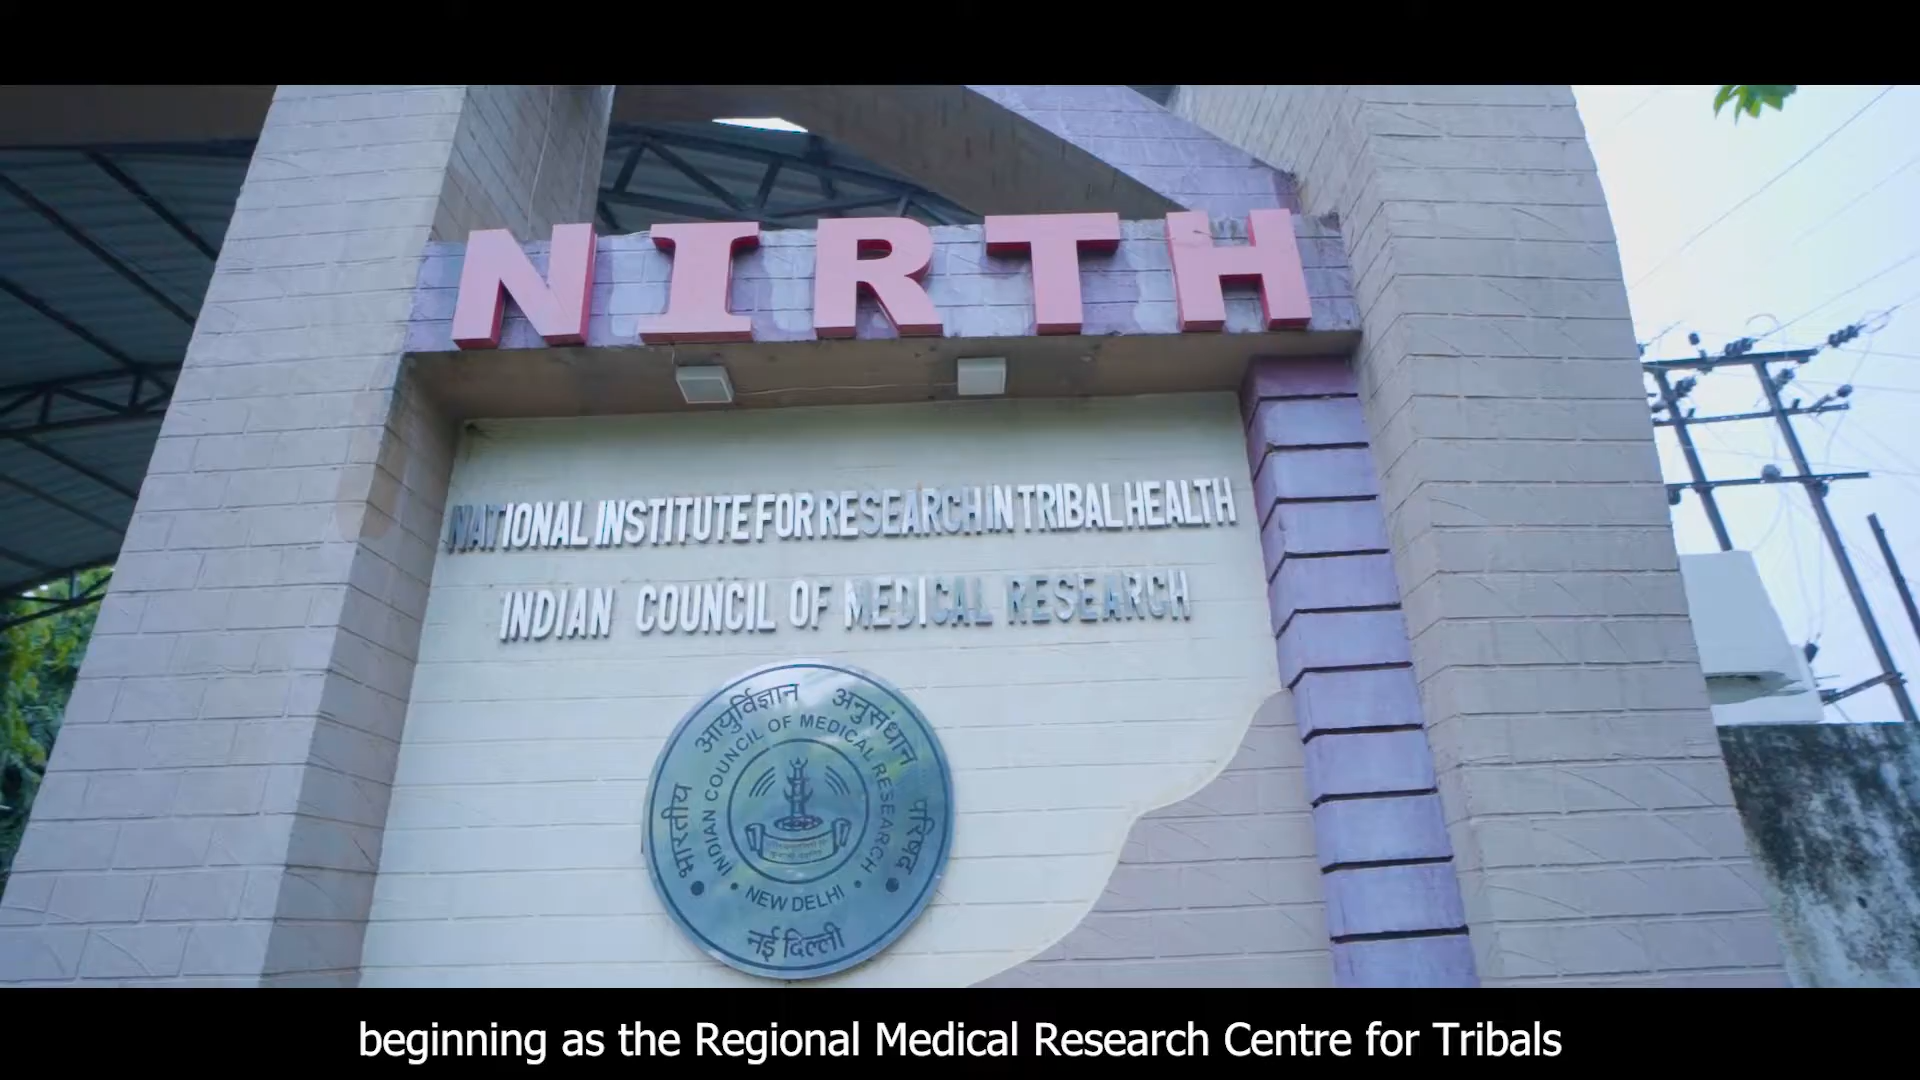 NIRTH
NATIONAL INSTITUTE FOR RESEARCH IN TRIBAL HEALTH
INDIAN COUNCIL OF MEDICAL RESEARCH
भारतीय आयुर्विज्ञान अनुसंधान परिषद
INDIAN COUNCIL OF MEDICAL RESEARCH
NEW DELHI
नई दिल्ली
beginning as the Regional Medical Research Centre for Tribals